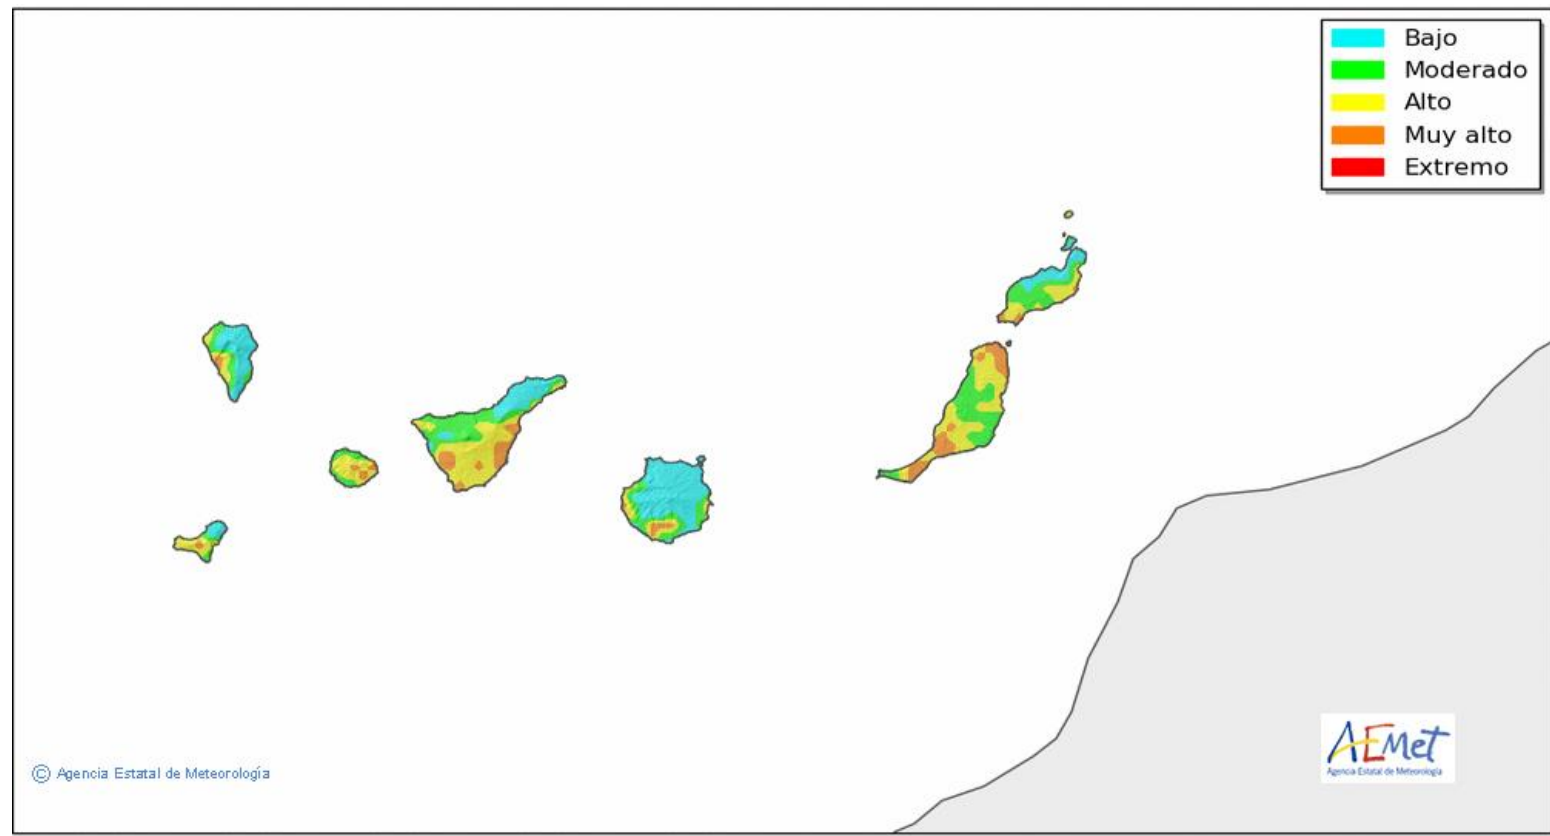 Bajo
Moderado
Alto
Muy alto
Extremo
© Agencia Estatal de Meteorología
AEMet
Agencia Estatal de Meteorología